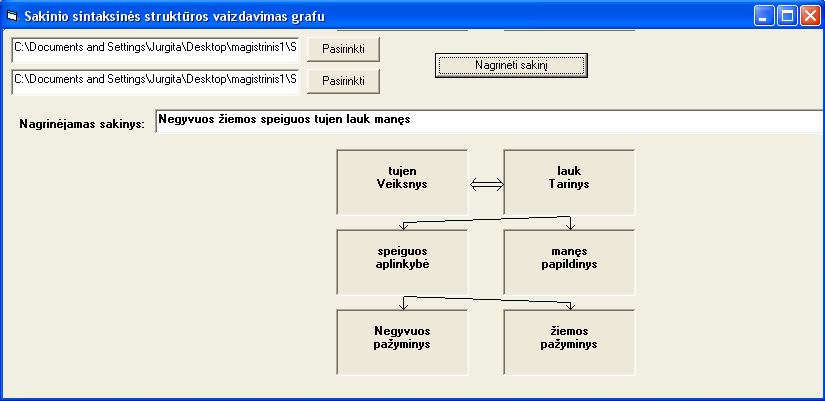 Sakinio sintaksinės struktūros vaizdavimas grafu
C:\Documents and Settings\Jurgita\Desktop\magistrinis1\S
Pasirinkti
C:\Documents and Settings\Jurgita\Desktop\magistrinis1\S
Pasirinkti
Nagrinėti sakinį
Nagrinėjamas sakinys:
Negyvuos žiemos speiguos tujen lauk manęs
tujen
Veiksnys
lauk
Tarinys
speiguos
aplinkybė
manęs
papildinys
Negyvuos
pažyminys
žiemos
pažyminys